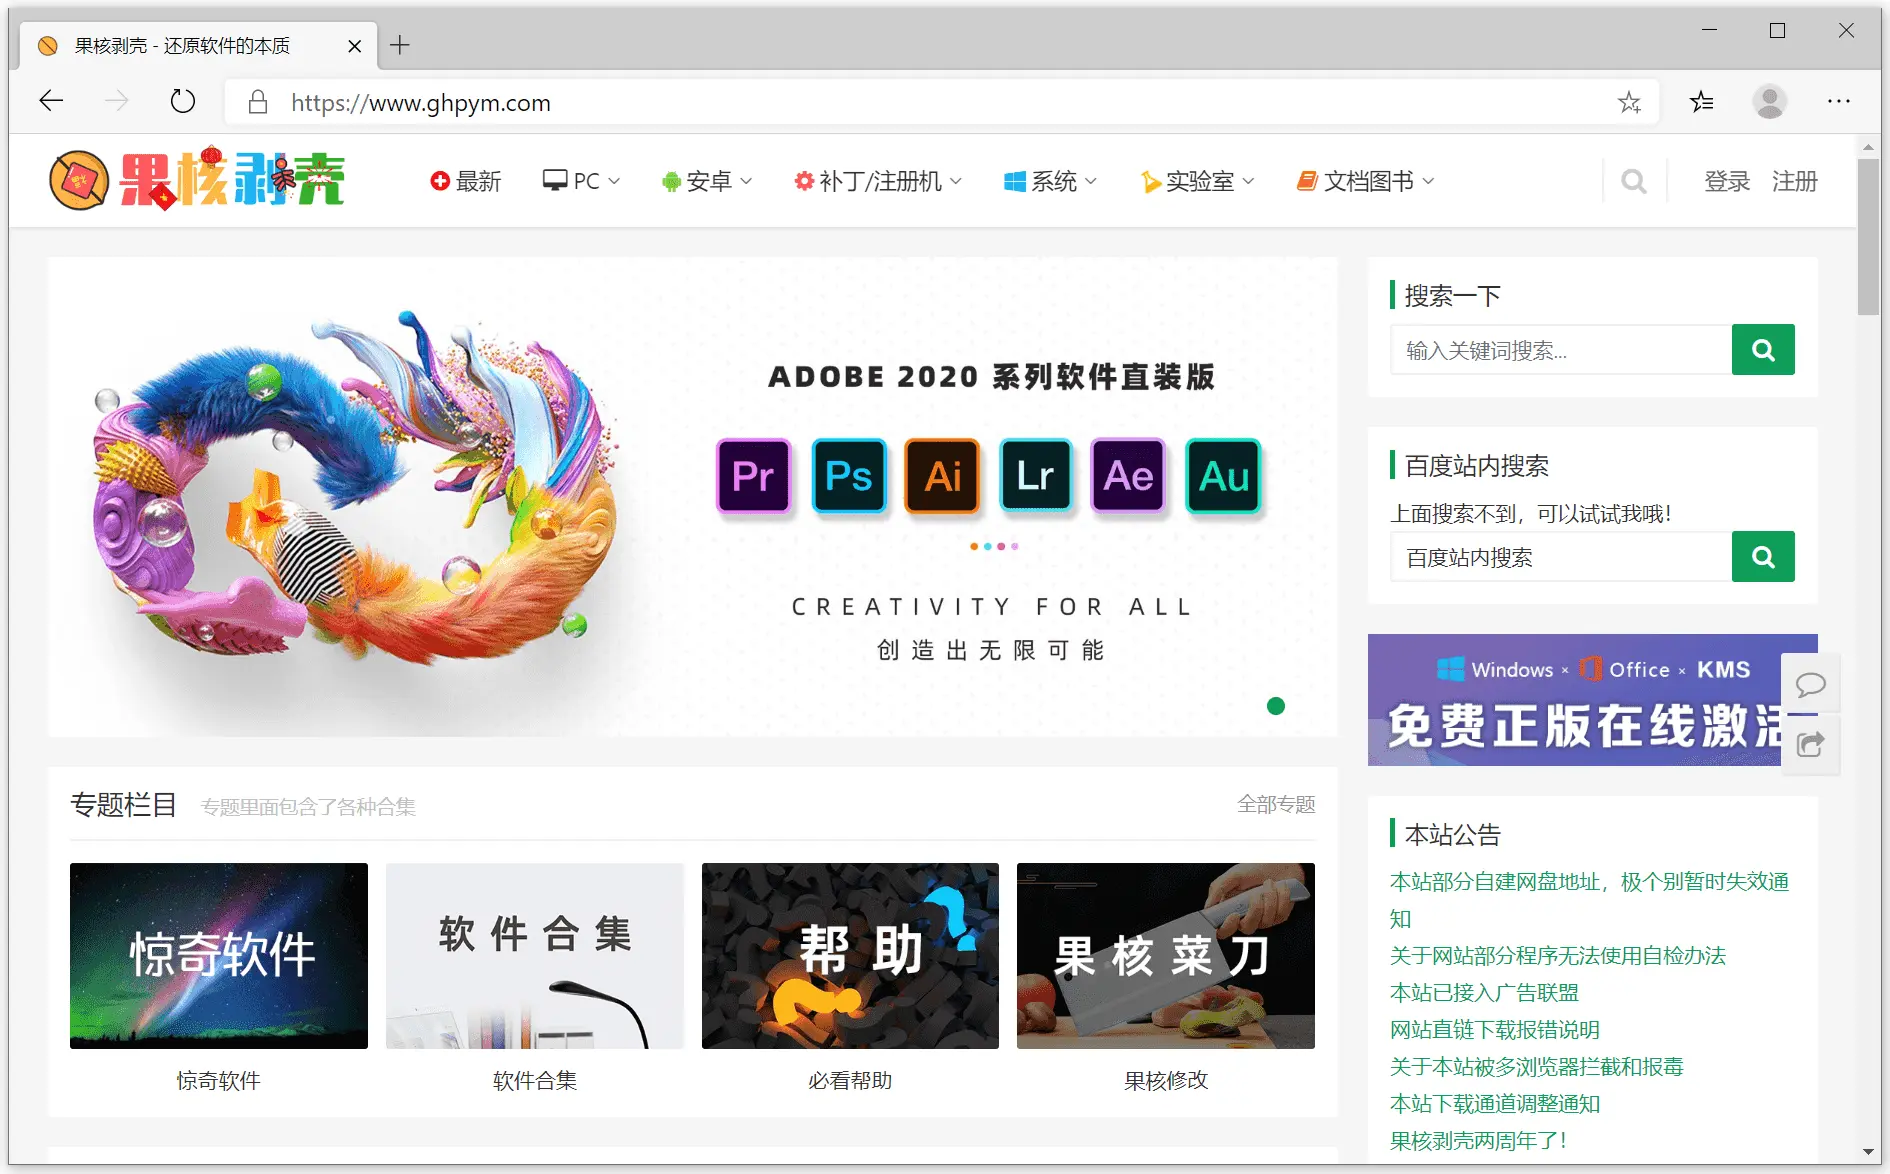 果核剥壳 - 还原软件的本质
https://www.ghpym.com
果核剥壳
最新 PC 安卓 补丁/注册机 系统 实验室 文档图书 登录 注册
ADOBE 2020 系列软件直装版
Pr Ps Ai Lr Ae Au
CREATIVITY FOR ALL
创造出无限可能
专题栏目 专题里面包含了各种合集 全部专题
惊奇软件 软件合集 帮助 果核菜刀
惊奇软件 软件合集 必看帮助 果核修改
搜索一下
输入关键词搜索...
百度站内搜索
上面搜索不到，可以试试我哦！
百度站内搜索
Windows × Office × KMS
免费正版在线激活
本站公告
本站部分自建网盘地址，极个别暂时失效通
知
关于网站部分程序无法使用自检办法
本站已接入广告联盟
网站直链下载报错说明
关于本站被多浏览器拦截和报毒
本站下载通道调整通知
果核剥壳两周年了！